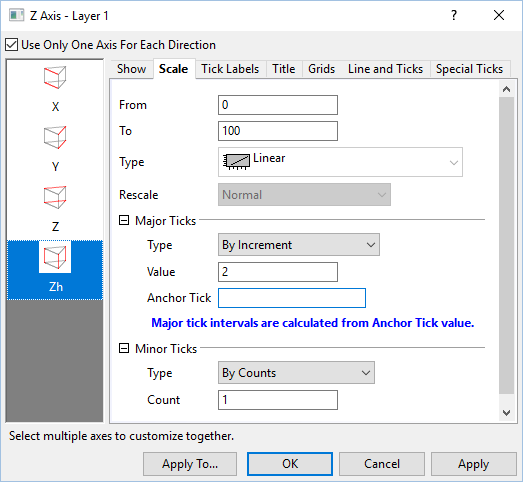 Z Axis - Layer 1
Use Only One Axis For Each Direction
X
Y
Z
Zh
Show Scale Tick Labels Title Grids Line and Ticks Special Ticks
From 0
To 100
Type Linear
Rescale Normal
Major Ticks
Type By Increment
Value 2
Anchor Tick
Major tick intervals are calculated from Anchor Tick value.
Minor Ticks
Type By Counts
Count 1
Select multiple axes to customize together.
Apply To... OK Cancel Apply